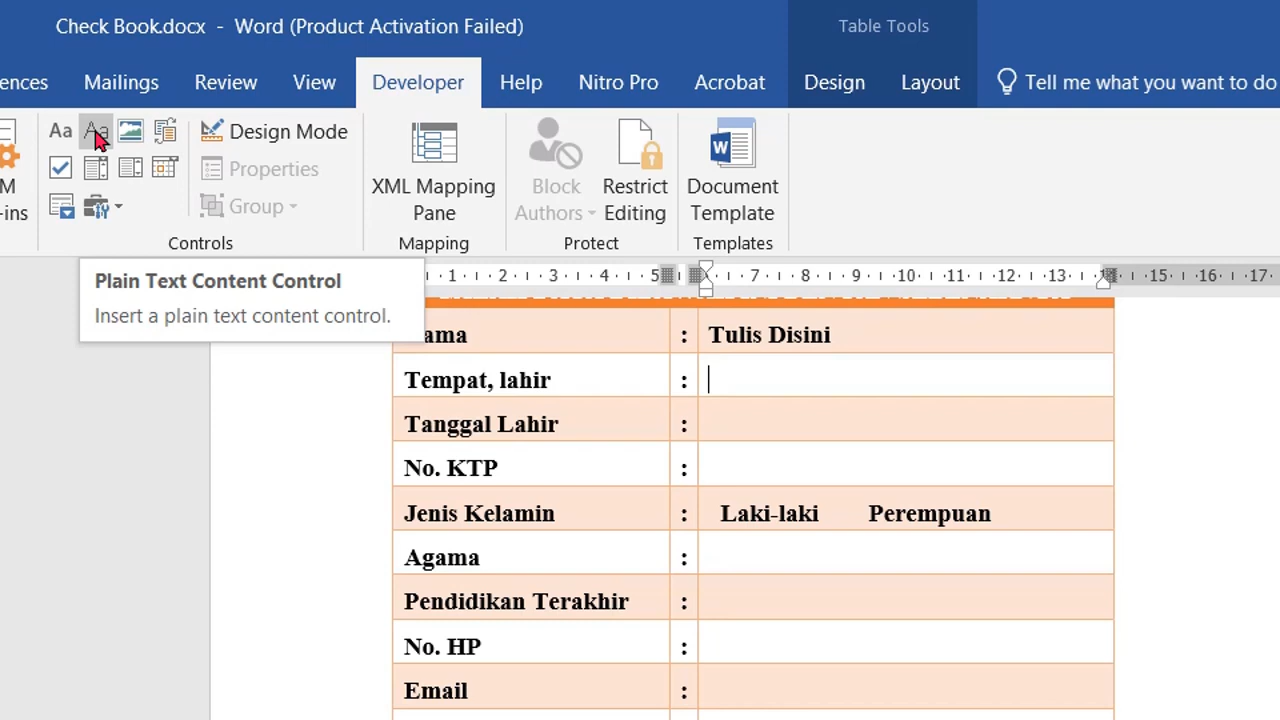 Check Book.docx - Word (Product Activation Failed)
Table Tools
ences Mailings Review View Developer Help Nitro Pro Acrobat Design Layout Tell me what you want to do
Aa Aa Design Mode
Properties
Group
M
-ins
XML Mapping
Pane
Block
Authors
Restrict
Editing
Document
Template
Controls Mapping Protect Templates
Plain Text Content Control
Insert a plain text content control.
1 2 3 4 5 7 8 9 10 11 12 13 15 16 17
ama : Tulis Disini
Tempat, lahir :
Tanggal Lahir :
No. KTP :
Jenis Kelamin : Laki-laki Perempuan
Agama :
Pendidikan Terakhir :
No. HP :
Email :